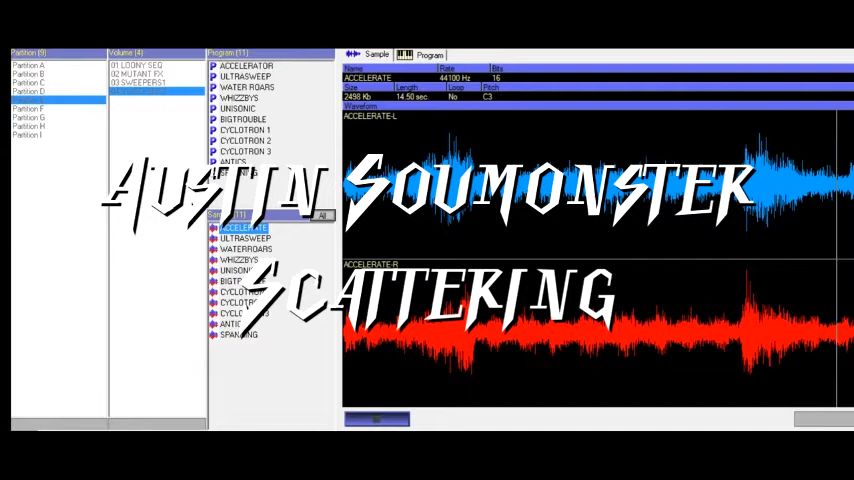 Partition (9)
Partition A
Partition B
Partition C
Partition D
Partition F
Partition G
Partition H
Partition I
Volume (4)
01 LOONY SEQ
02 MUTANT FX
03 SWEEPERS1
Program (11)
P ACCELERATOR
P ULTRASWEEP
P WATER ROARS
P WHIZZBYS
P UNISONIC
P BIGTROUBLE
P CYCLOTRON 1
P CYCLOTRON 2
P CYCLOTRON 3
P ANTICS
All
ACCELERATE
ULTRASWEEP
WATERROARS
WHIZZBYS
SPANKING
Sample
Program
Name Rate Bits
ACCELERATE 44100 Hz 16
Size Length Loop Pitch
2498 Kb 14.50 sec. No C3
Waveform
ACCELERATE-L
ACCELERATE-R
AUSTIN SOUMONSTER
SCATTERING